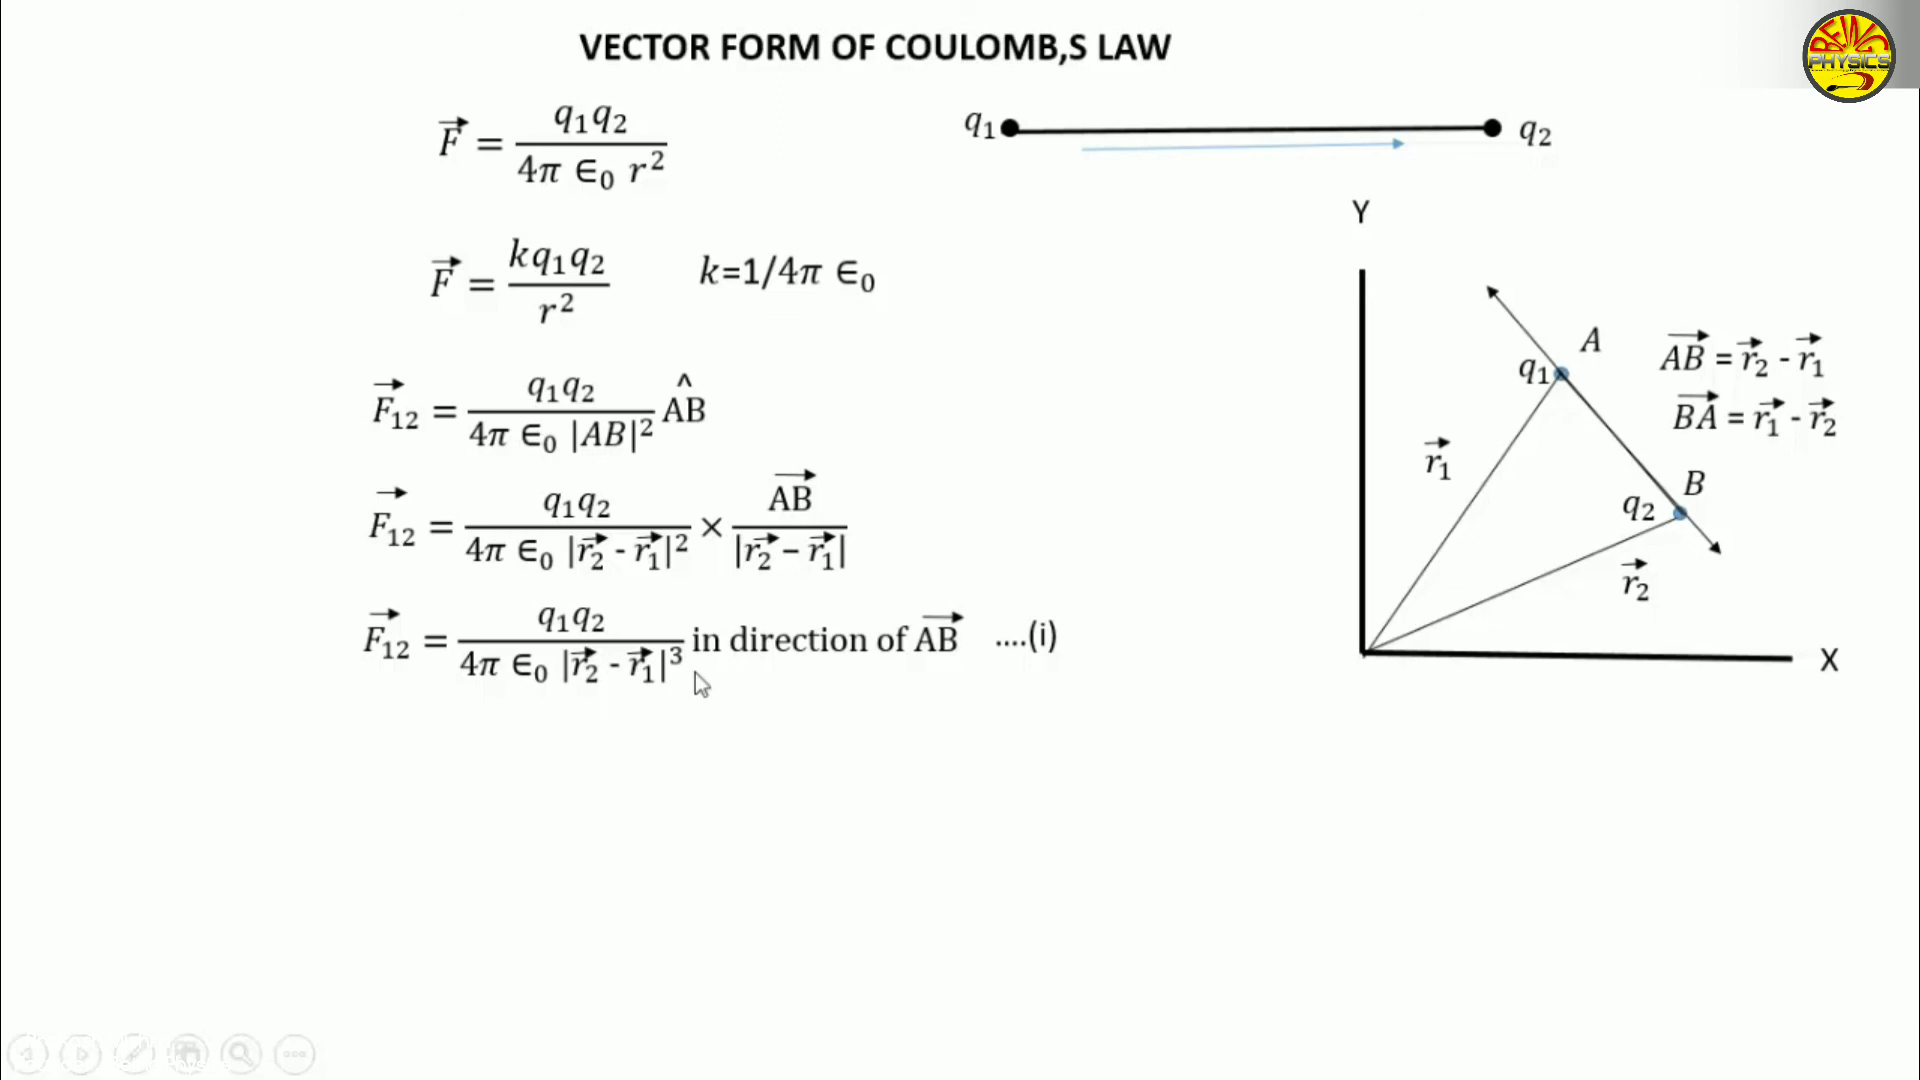 VECTOR FORM OF COULOMB,S LAW
BEING PHYSICS
F⃗ = q₁q₂ / 4π ∈₀ r²
q₁ q₂
F⃗ = kq₁q₂ / r² k=1/4π ∈₀
F₁₂⃗ = q₁q₂ / 4π ∈₀ |AB|² AB^
F₁₂⃗ = q₁q₂ / 4π ∈₀ |r₂⃗ - r₁⃗|² × AB⃗ / |r₂⃗ – r₁⃗|
F₁₂⃗ = q₁q₂ / 4π ∈₀ |r₂⃗ - r₁⃗|³ in direction of AB⃗ ....(i)
Y
A
q₁
AB⃗ = r₂⃗ - r₁⃗
BA⃗ = r₁⃗ - r₂⃗
r₁⃗
B
q₂
r₂⃗
X